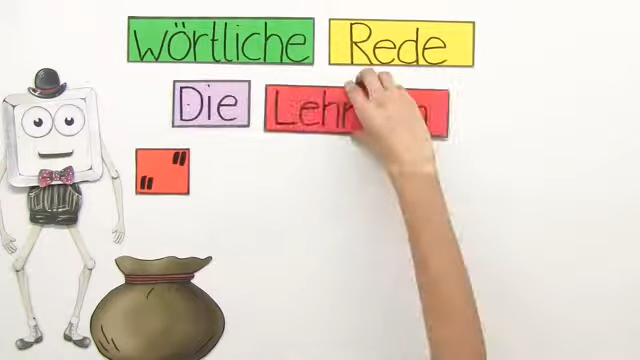 wörtliche Rede
Die
„ “